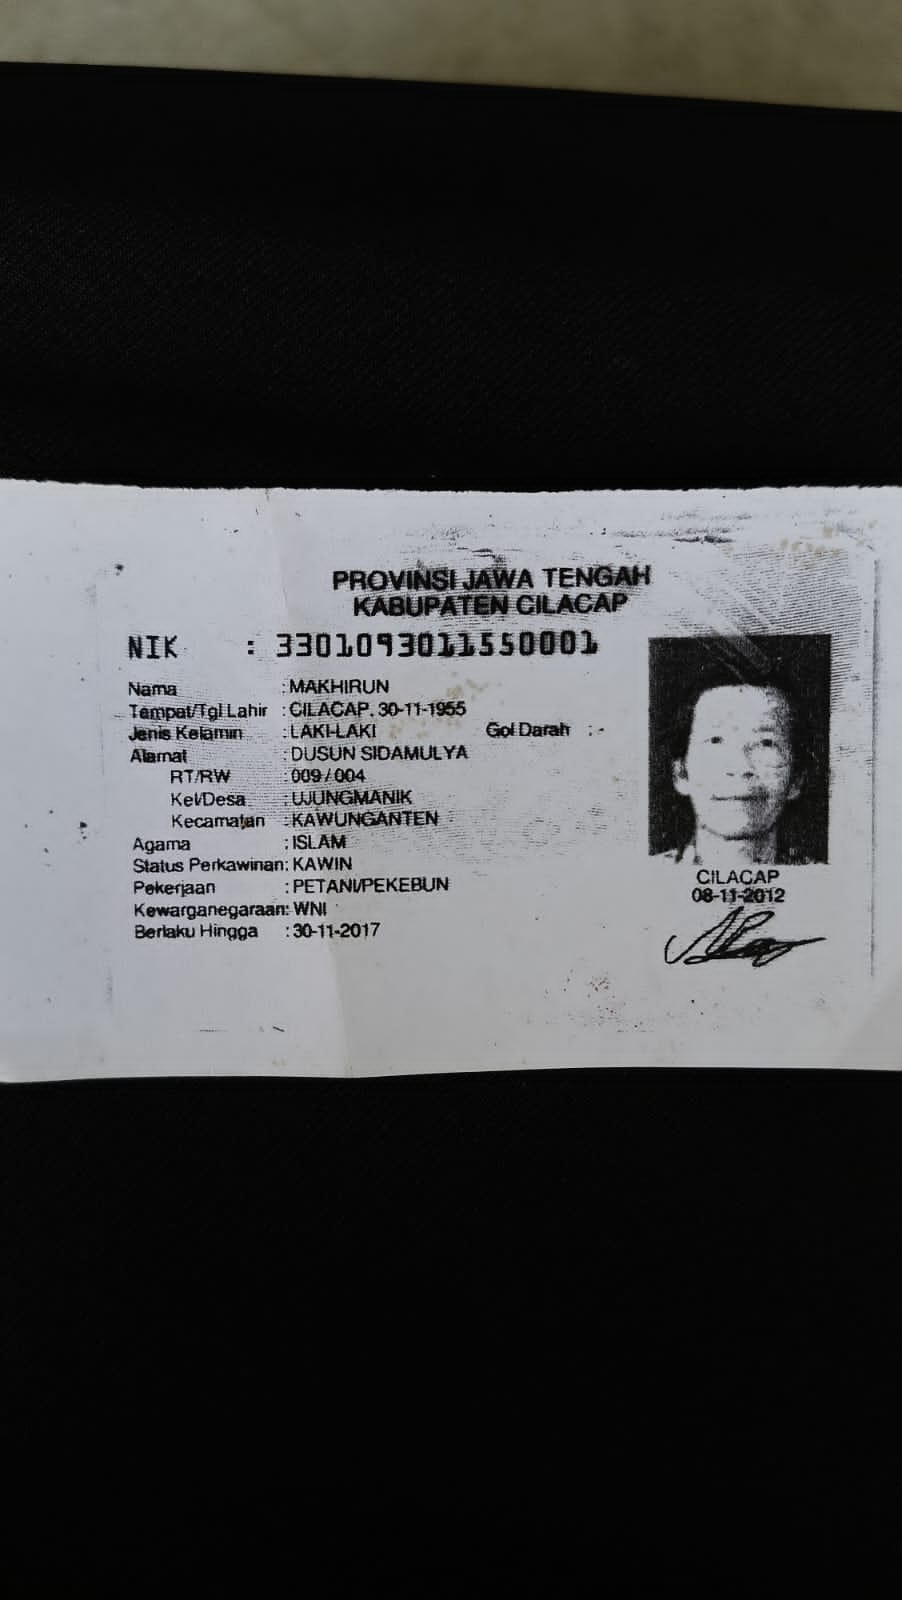 PROVINSI JAWA TENGAH
KABUPATEN CILACAP
NIK : 3301093011550001
Nama : MAKHIRUN
Tempat/Tgl Lahir : CILACAP, 30-11-1955
Jenis Kelamin : LAKI-LAKI Gol Darah : -
Alamat : DUSUN SIDAMULYA
RT/RW : 009 / 004
Kel/Desa : UJUNGMANIK
Kecamatan : KAWUNGANTEN
Agama : ISLAM
Status Perkawinan: KAWIN
Pekerjaan : PETANI/PEKEBUN
Kewarganegaraan: WNI
Berlaku Hingga : 30-11-2017
CILACAP
08-11-2012